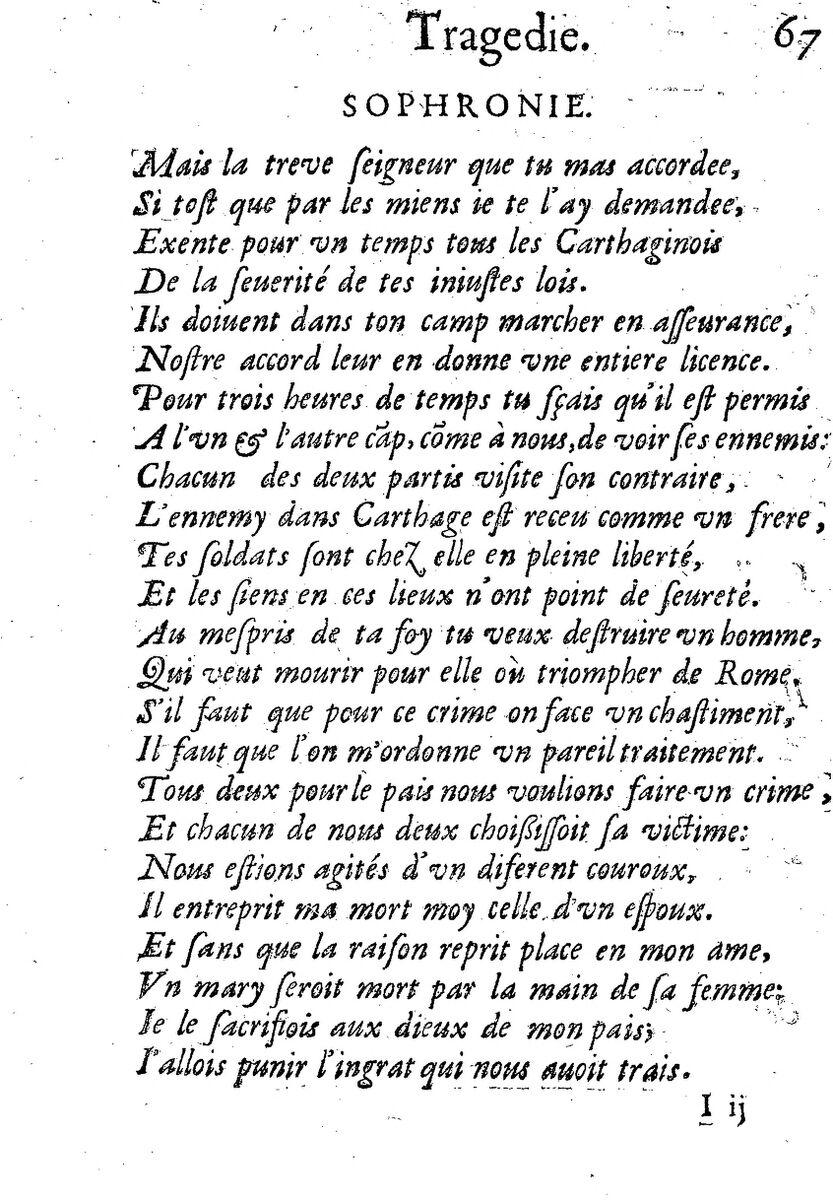 Tragedie. 67
SOPHRONIE.
Mais la treve ſeigneur que tu mas accordee,
Si toſt que par les miens ie te l'ay demandee,
Exente pour vn temps tous les Carthaginois
De la ſeuerité de tes iniuſtes lois.
Ils doiuent dans ton camp marcher en aſſeurance,
Noſtre accord leur en donne vne entiere licence.
Pour trois heures de temps tu ſçais qu'il eſt permis
A l'vn & l'autre cãp, cõme à nous, de voir ſes ennemis:
Chacun des deux partis viſite ſon contraire,
L'ennemy dans Carthage eſt receu comme vn frere,
Tes ſoldats ſont chez elle en pleine liberté,
Et les ſiens en ces lieux n'ont point de ſeureté.
Au meſpris de ta foy tu veux deſtruire vn homme,
Qui veut mourir pour elle où triompher de Rome.
S'il faut que pour ce crime on face vn chaſtiment,
Il faut que l'on m'ordonne vn pareil traitement.
Tous deux pour le pais nous voulions faire vn crime,
Et chacun de nous deux choiſiſſoit ſa victime:
Nous eſtions agités d'vn diferent couroux,
Il entreprit ma mort moy celle d'vn eſpoux.
Et ſans que la raiſon reprit place en mon ame,
Vn mary ſeroit mort par la main de ſa femme:
Ie le ſacrifiois aux dieux de mon pais;
I'allois punir l'ingrat qui nous auoit trais.
I ij